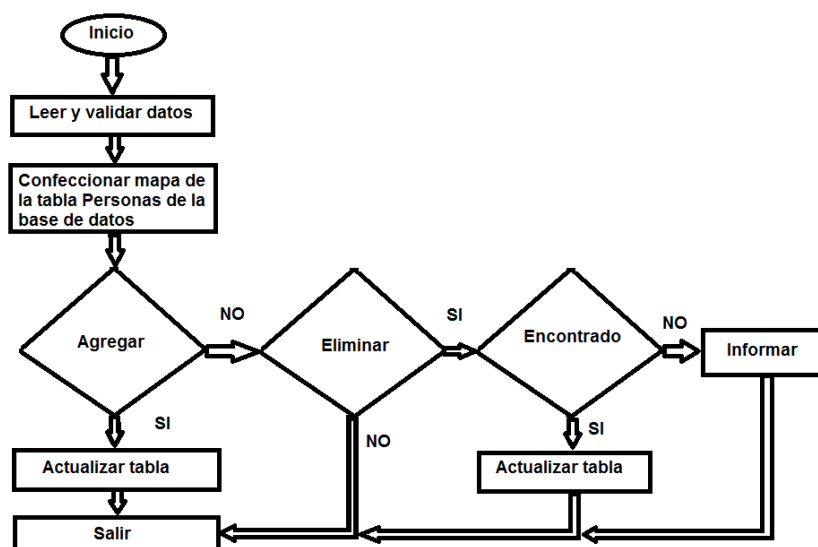 Inicio
Leer y validar datos
Confeccionar mapa de
la tabla Personas de la
base de datos
Agregar
NO
Eliminar
SI
Encontrado
NO
Informar
SI
Actualizar tabla
NO
SI
Actualizar tabla
Salir